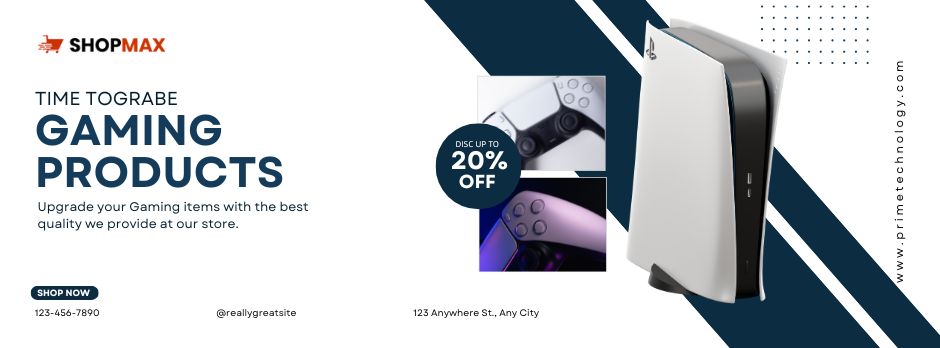 SHOPMAX
TIME TOGRABE
GAMING
PRODUCTS
Upgrade your Gaming items with the best
quality we provide at our store.
SHOP NOW
123-456-7890
@reallygreatsite
123 Anywhere St., Any City
DISC UP TO
20%
OFF
www.primetechnology.com